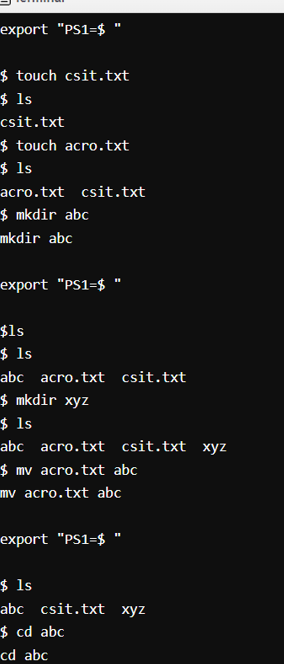 export "PS1=$ "
$ touch csit.txt
$ ls
csit.txt
$ touch acro.txt
$ ls
acro.txt  csit.txt
$ mkdir abc
mkdir abc
export "PS1=$ "
$ls
$ ls
abc  acro.txt  csit.txt
$ mkdir xyz
$ ls
abc  acro.txt  csit.txt  xyz
$ mv acro.txt abc
mv acro.txt abc
export "PS1=$ "
$ ls
abc  csit.txt  xyz
$ cd abc
cd abc